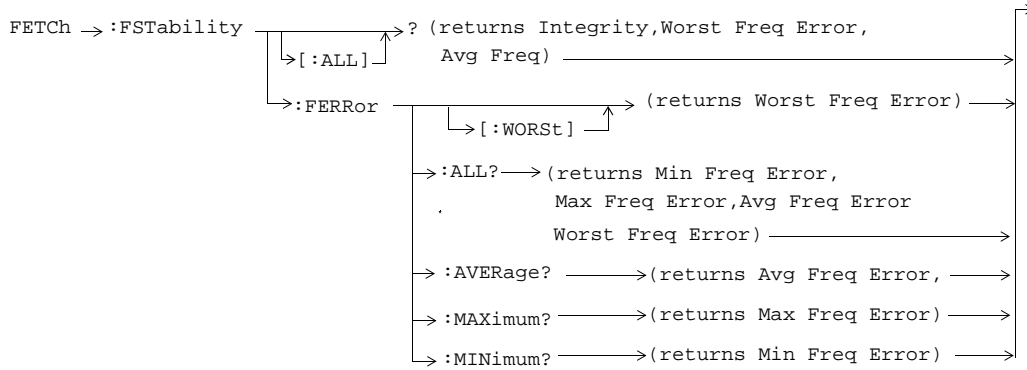 FETCh :FSTability ? (returns Integrity,Worst Freq Error,
[:ALL] Avg Freq)
:FERRor (returns Worst Freq Error)
[:WORSt]
:ALL? (returns Min Freq Error,
Max Freq Error,Avg Freq Error
Worst Freq Error)
:AVERage? (returns Avg Freq Error,
:MAXimum? (returns Max Freq Error)
:MINimum? (returns Min Freq Error)